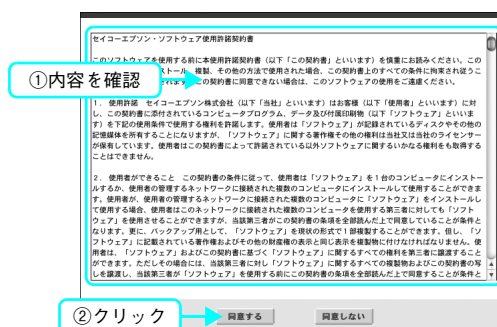 セイコーエプソン・ソフトウェア使用許諾契約書
このソフトウェアを使用する前に本使用許諾契約書（以下「この契約書」といいます）を慎重にお読みください。この
ストール、複製、その他の方法で使用された場合、この契約書上のすべての条件に拘束され従うこ
①内容を確認
この契約書に同意できない場合は、このソフトウェアの使用をご遠慮ください。
1. 使用許諾 セイコーエプソン株式会社（以下「当社」といいます）はお客様（以下「使用者」といいます）に対
し、この契約書に添付されているコンピュータプログラム、データ及び付属印刷物（以下「ソフトウェア」といいま
す）を下記の使用条件で使用する権利を許諾します。使用者は「ソフトウェア」が記録されているディスクやその他の
記憶媒体を所有することになりますが、「ソフトウェア」に関する著作権その他の権利は当社又は当社のライセンサー
が保有しています。使用者はこの契約書によって許諾されている以外ソフトウェアに関するいかなる権利をも取得する
ことはできません。
2. 使用者ができること この契約書の条件に従って、使用者は「ソフトウェア」を1台のコンピュータにインストー
ルするか、使用者の管理するネットワークに接続された複数のコンピュータにインストールして使用することができま
す。使用者が、使用者の管理するネットワークに接続された複数のコンピュータに「ソフトウェア」をインストールし
て使用する場合、使用者はこのネットワークに接続された複数のコンピュータを使用する第三者に対しても「ソフト
ウェア」を使用させることができますが、当該第三者がこの契約書の条項を全部読んだ上で同意していることが条件と
なります。更に、バックアップ用として、「ソフトウェア」を現状の形式で1部複製することができます。但し、「ソ
フトウェア」に記載されている著作権およびその他の財産権の表示と同じ表示を複製物に付けなければなりません。使
用者は、「ソフトウェア」およびこの契約書に基づく「ソフトウェア」に関するすべての権利を第三者に譲渡すること
ができます。ただしその場合には、当該第三者に対し「ソフトウェア」に関するすべての複製物およびこの契約書の写
しを譲渡し、当該第三者が「ソフトウェア」を使用する前にこの契約書の条項を全部読んだ上で同意することが条件と
②クリック
同意する
同意しない